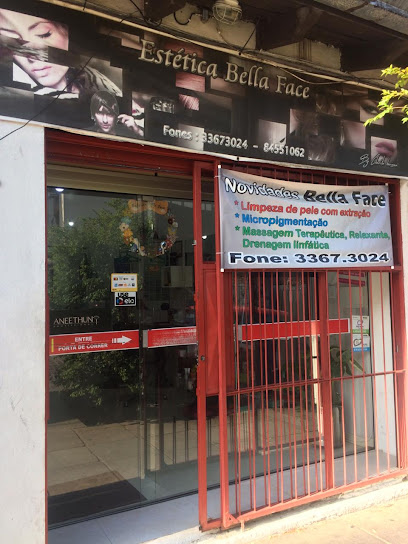 Estética Bella Face
Fones : 33673024 - 84551062
Novidades Bella Face
* Limpeza de pele com extração
* Micropigmentação
* Massagem Terapêutica, Relaxante,
Drenagem linfática
Fone: 3367.3024
elo
ANEETHUN
ENTRE
PORTA DE CORRER